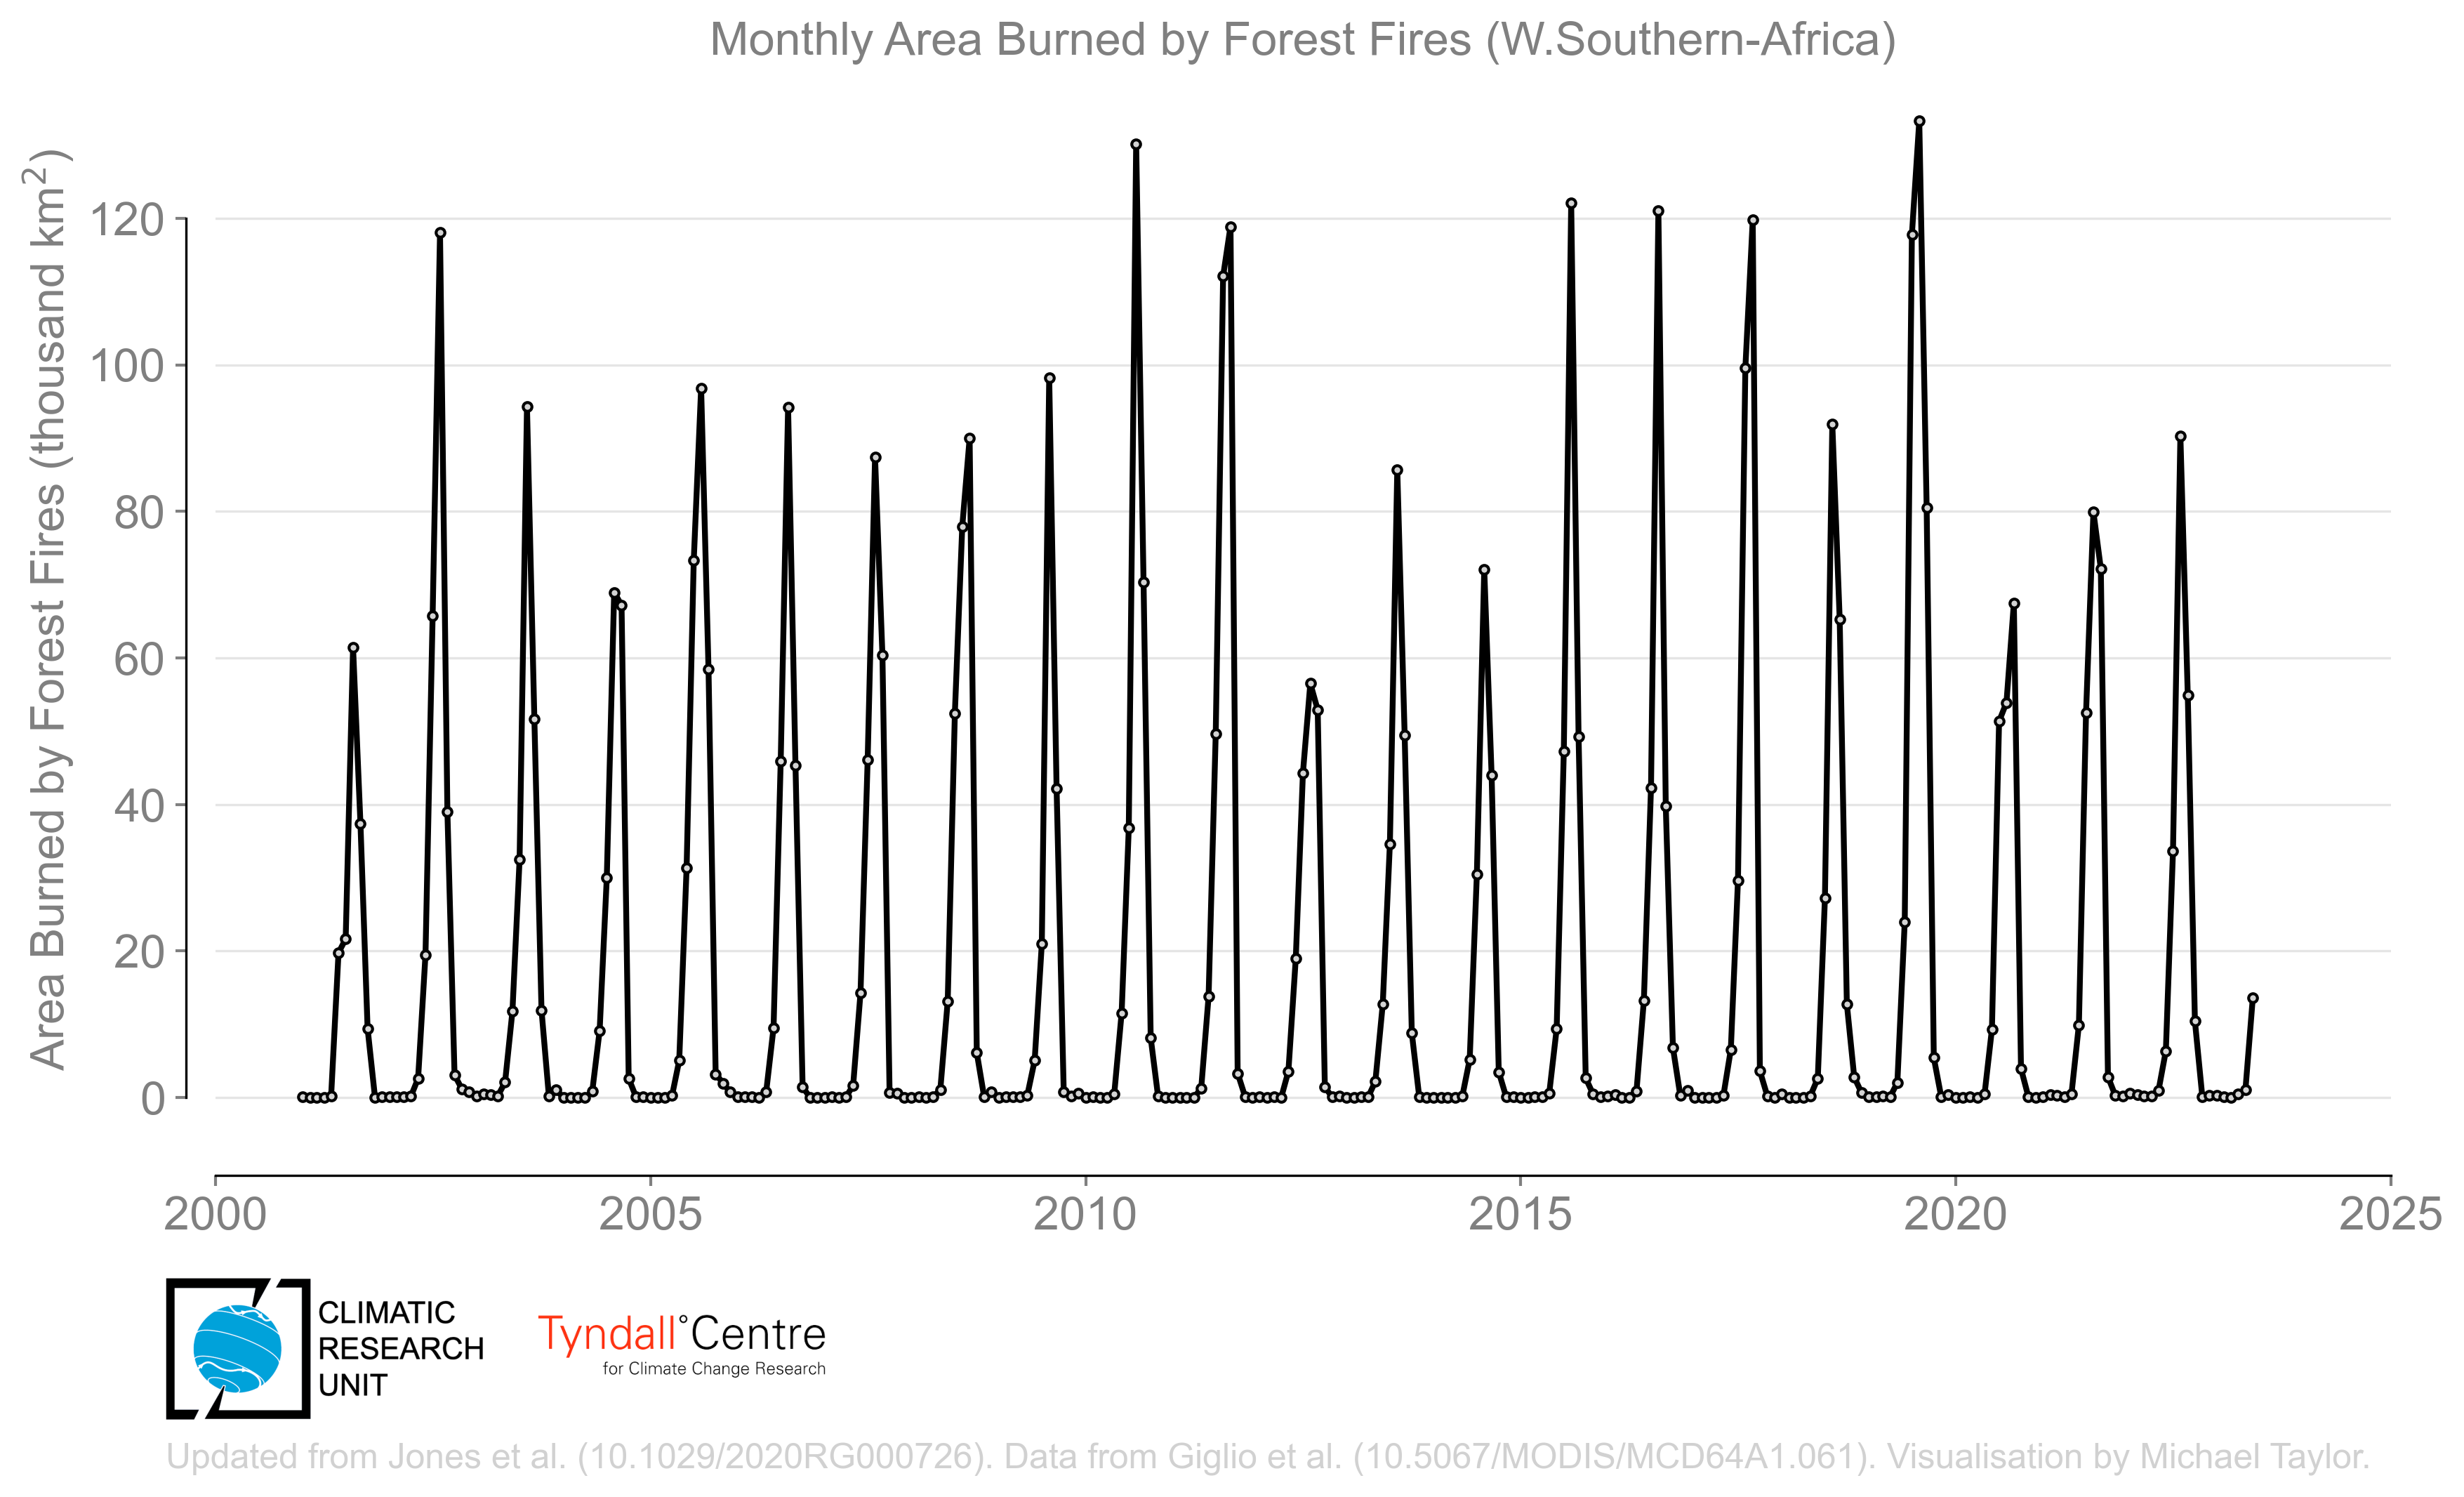 Monthly Area Burned by Forest Fires (W.Southern-Africa)
Area Burned by Forest Fires (thousand km²)
120
100
80
60
40
20
0
2000 2005 2010 2015 2020 2025
CLIMATIC
RESEARCH
UNIT
Tyndall°Centre
for Climate Change Research
Updated from Jones et al. (10.1029/2020RG000726). Data from Giglio et al. (10.5067/MODIS/MCD64A1.061). Visualisation by Michael Taylor.